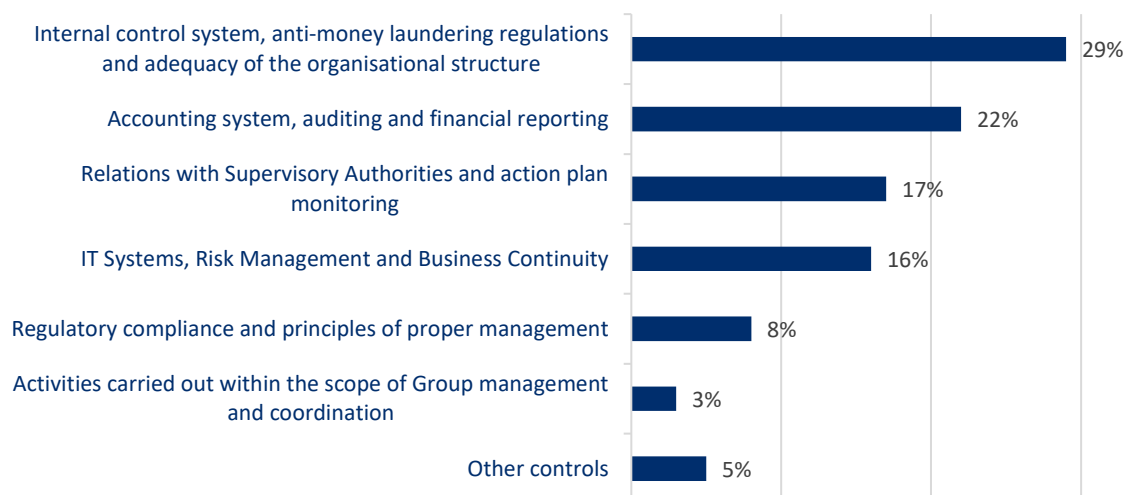 Internal control system, anti-money laundering regulations
and adequacy of the organisational structure
29%
Accounting system, auditing and financial reporting
22%
Relations with Supervisory Authorities and action plan
monitoring
17%
IT Systems, Risk Management and Business Continuity
16%
Regulatory compliance and principles of proper management
8%
Activities carried out within the scope of Group management
and coordination
3%
Other controls
5%